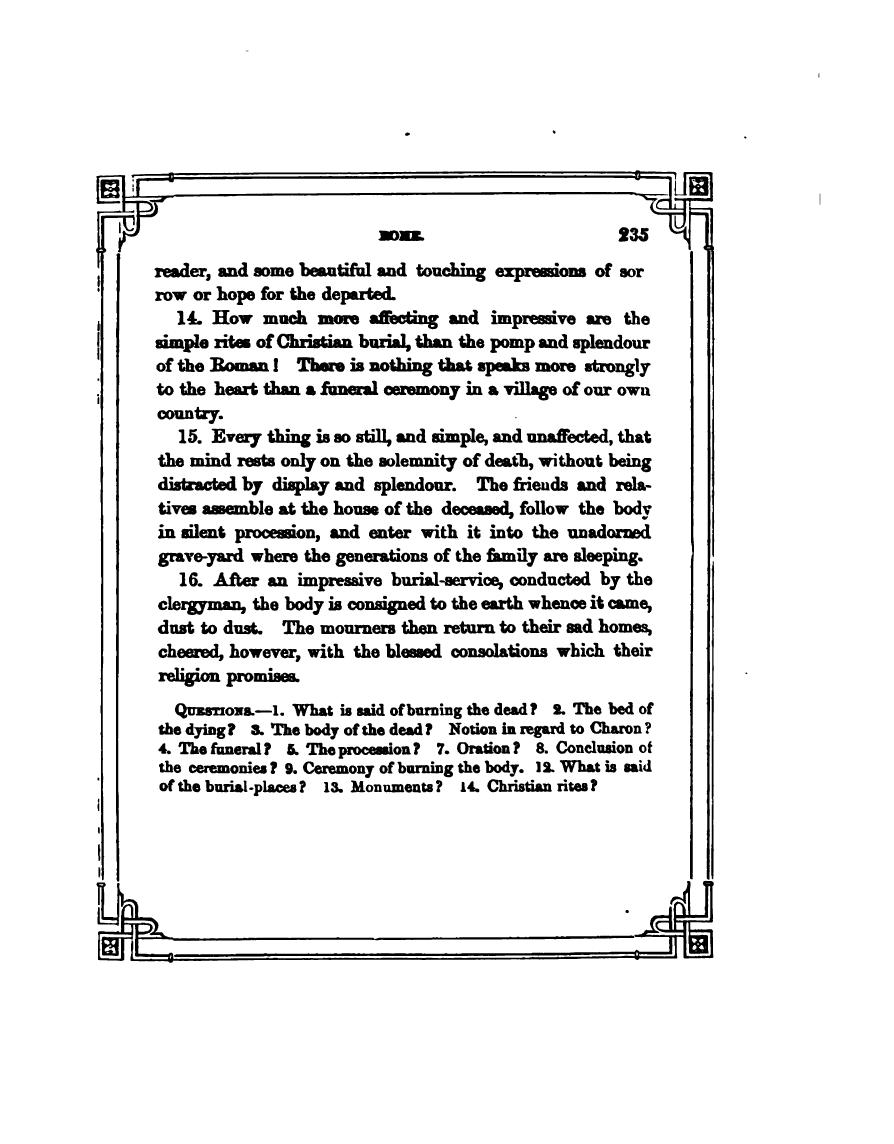 ROME. 235
reader, and some beautiful and touching expressions of sor
row or hope for the departed.
14. How much more affecting and impressive are the
simple rites of Christian burial, than the pomp and splendour
of the Roman! There is nothing that speaks more strongly
to the heart than a funeral ceremony in a village of our own
country.
15. Every thing is so still, and simple, and unaffected, that
the mind rests only on the solemnity of death, without being
distracted by display and splendour. The friends and rela-
tives assemble at the house of the deceased, follow the body
in silent procession, and enter with it into the unadorned
grave-yard where the generations of the family are sleeping.
16. After an impressive burial-service, conducted by the
clergyman, the body is consigned to the earth whence it came,
dust to dust. The mourners then return to their sad homes,
cheered, however, with the blessed consolations which their
religion promises.
QUESTIONS.—1. What is said of burning the dead? 2. The bed of
the dying? 3. The body of the dead? Notion in regard to Charon?
4. The funeral? 5. The procession? 7. Oration? 8. Conclusion of
the ceremonies? 9. Ceremony of burning the body. 12. What is said
of the burial-places? 13. Monuments? 14. Christian rites?